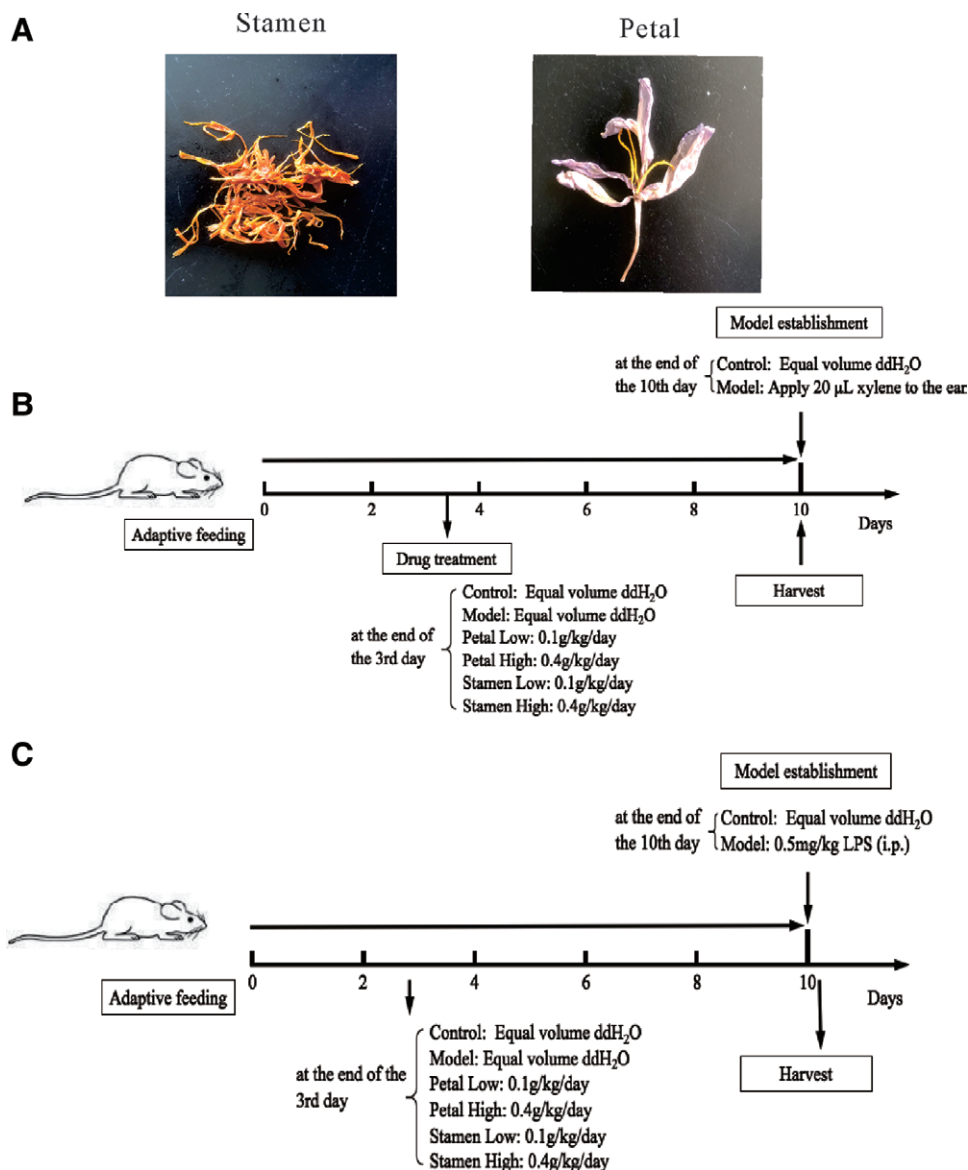 A
Stamen
Petal
Model establishment
at the end of
the 10th day
Control: Equal volume ddH₂O
Model: Apply 20 μL xylene to the ear
B
0
2
4
6
8
10
Days
Adaptive feeding
Drug treatment
Harvest
at the end of
the 3rd day
Control: Equal volume ddH₂O
Model: Equal volume ddH₂O
Petal Low: 0.1g/kg/day
Petal High: 0.4g/kg/day
Stamen Low: 0.1g/kg/day
Stamen High: 0.4g/kg/day
C
Model establishment
at the end of
the 10th day
Control: Equal volume ddH₂O
Model: 0.5mg/kg LPS (i.p.)
0
2
4
6
8
10
Days
Adaptive feeding
at the end of the
3rd day
Control: Equal volume ddH₂O
Model: Equal volume ddH₂O
Petal Low: 0.1g/kg/day
Petal High: 0.4g/kg/day
Stamen Low: 0.1g/kg/day
Stamen High: 0.4g/kg/day
Harvest